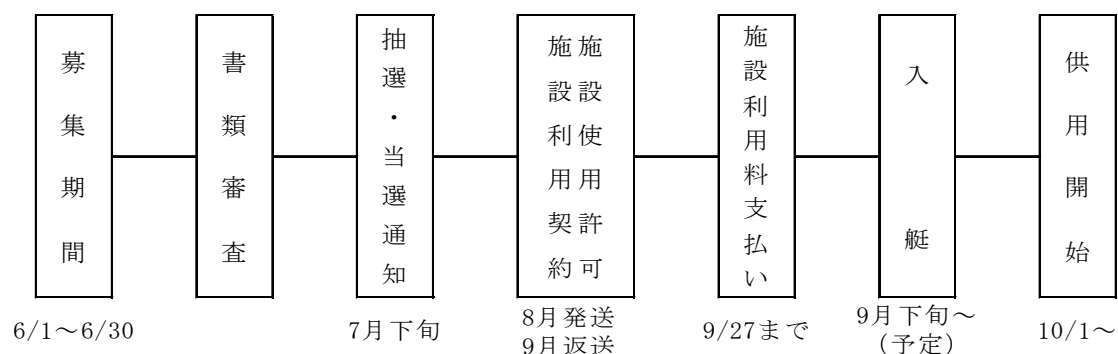 募集期間
書類審査
抽選・当選通知
施設使用許可
施設利用契約
施設利用料支払い
入艇
供用開始
6/1～6/30
7月下旬
8月発送
9月返送
9/27まで
9月下旬～
(予定)
10/1～